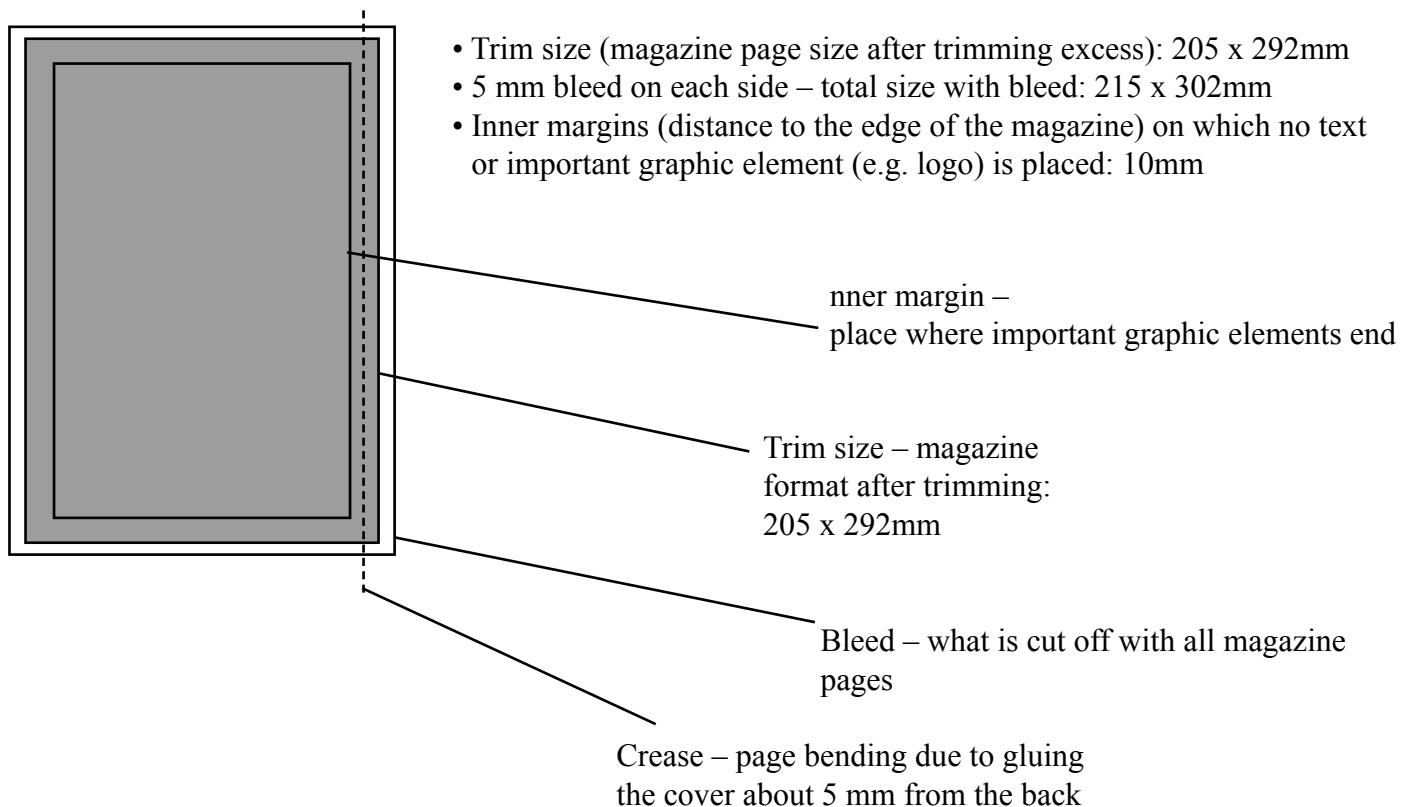 • Trim size (magazine page size after trimming excess): 205 x 292mm
• 5 mm bleed on each side – total size with bleed: 215 x 302mm
• Inner margins (distance to the edge of the magazine) on which no text
or important graphic element (e.g. logo) is placed: 10mm
nner margin –
place where important graphic elements end
Trim size – magazine
format after trimming:
205 x 292mm
Bleed – what is cut off with all magazine
pages
Crease – page bending due to gluing
the cover about 5 mm from the back